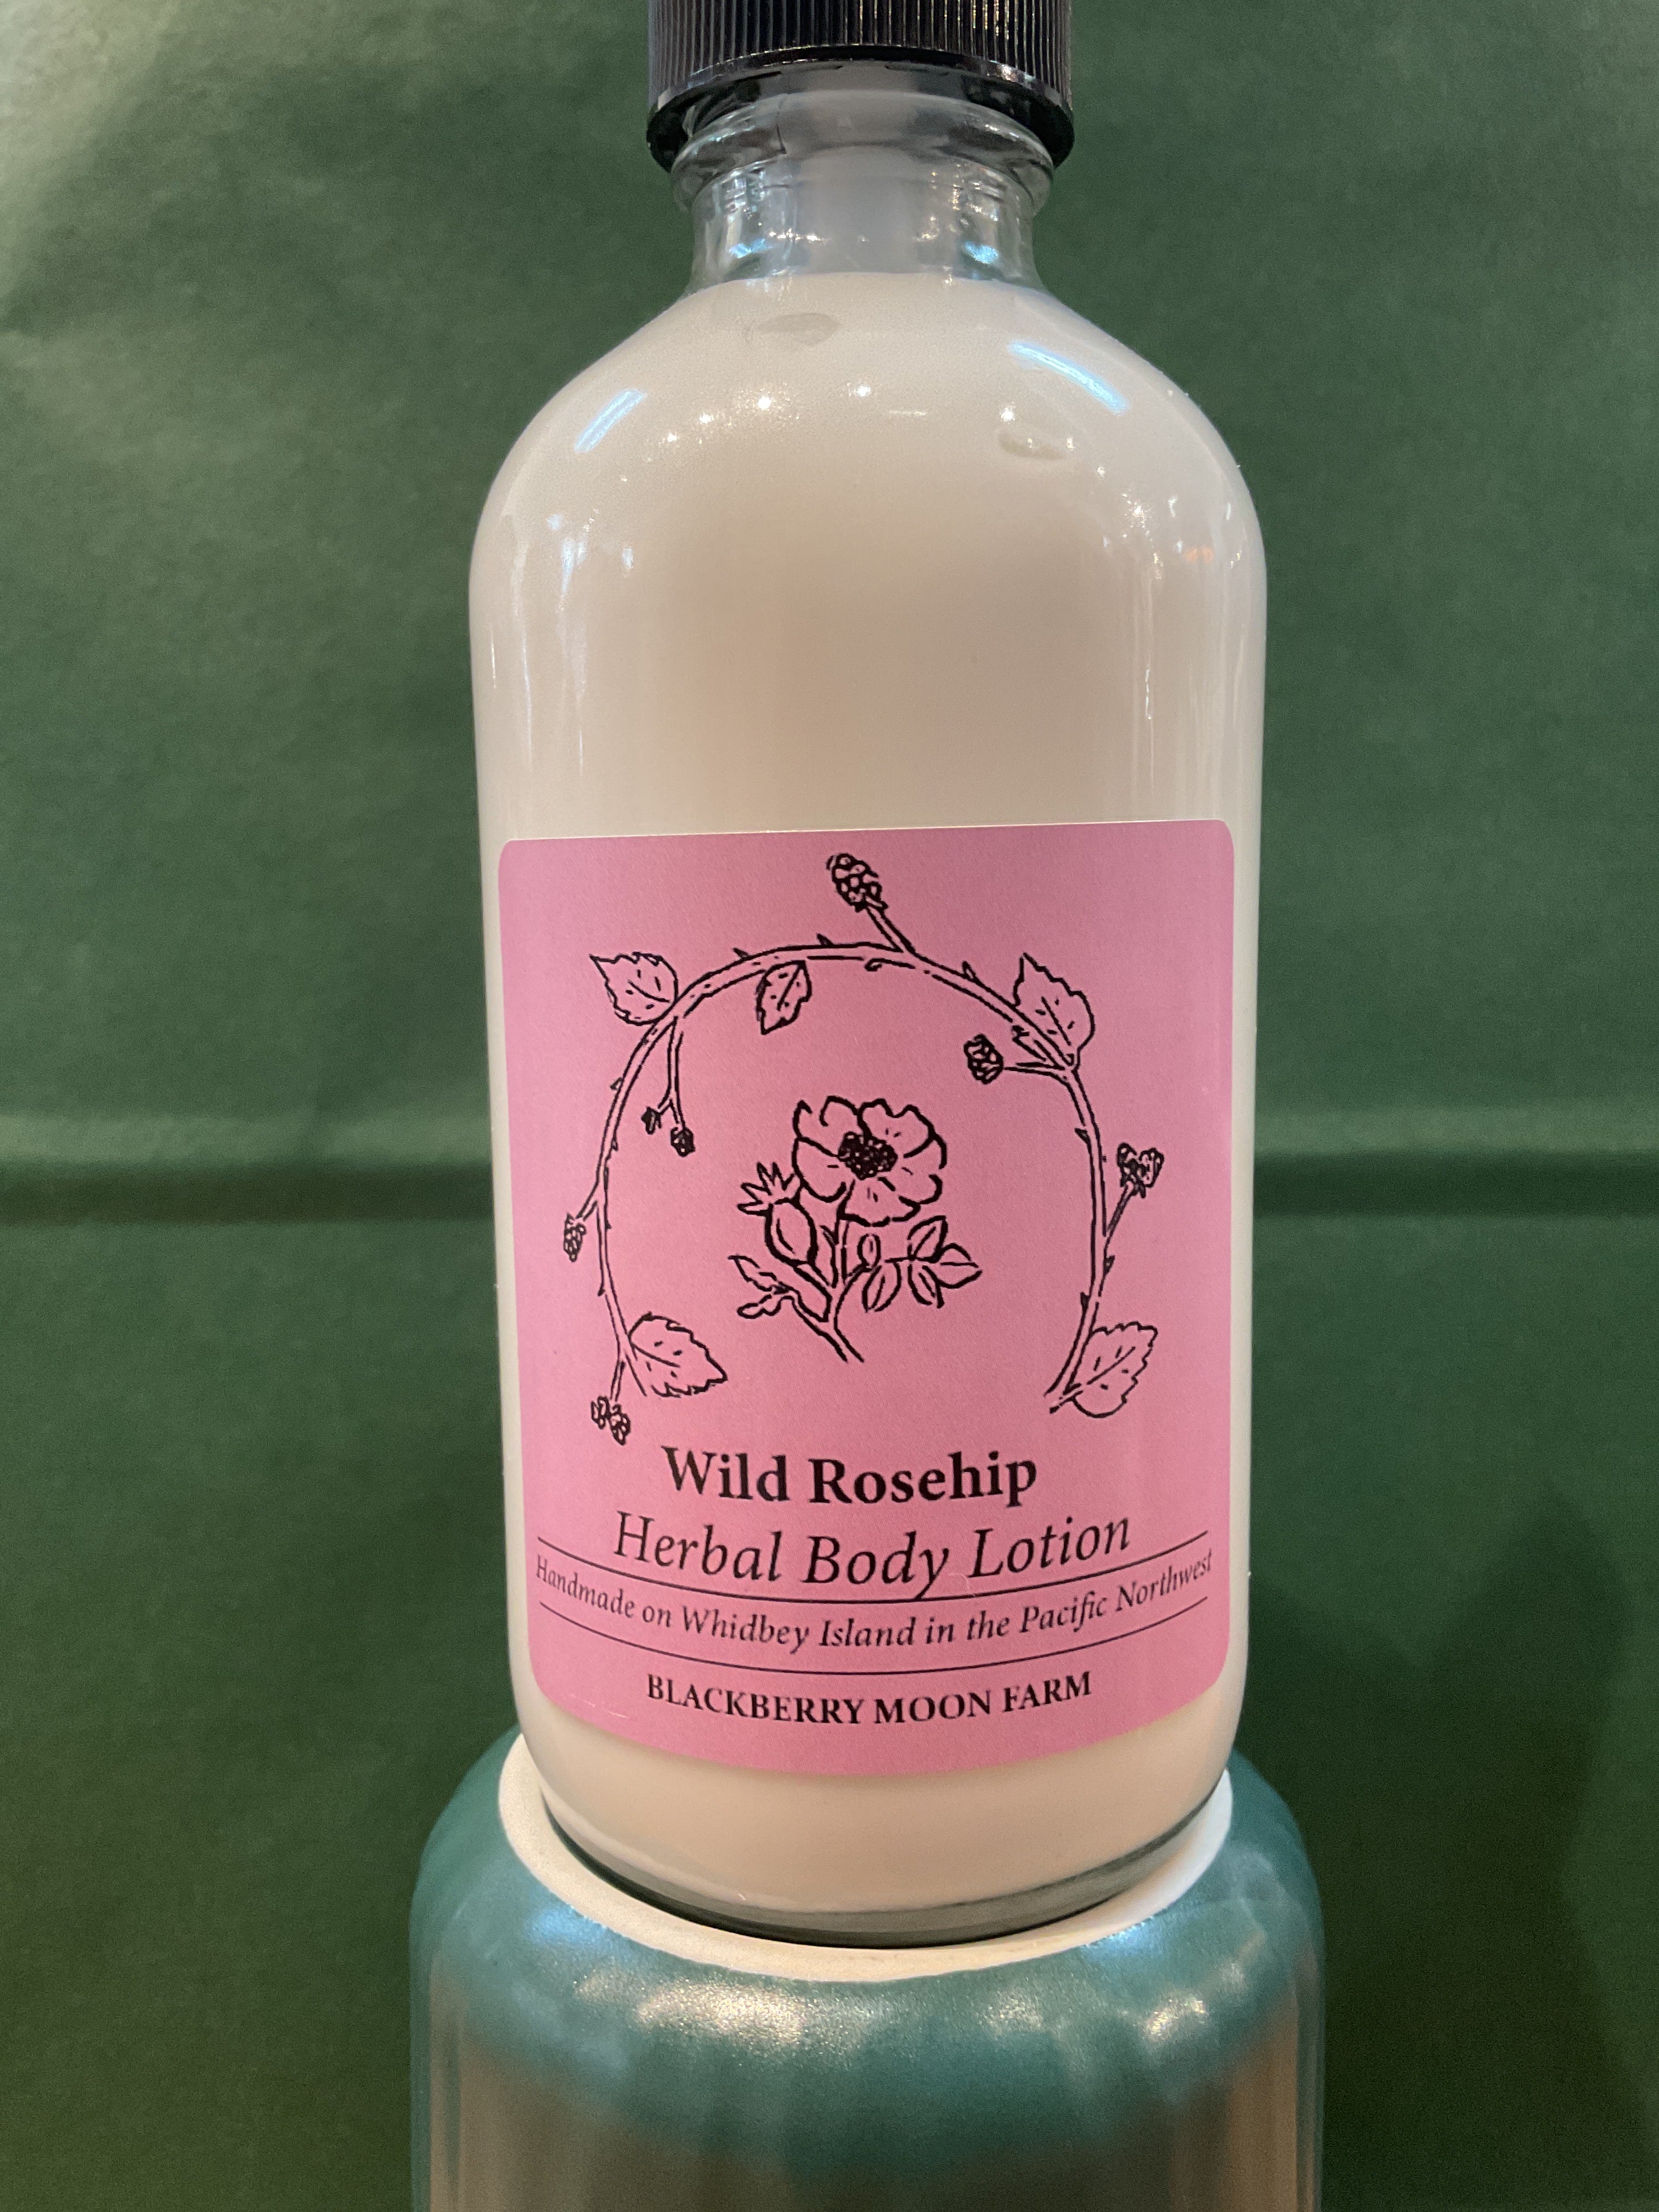 Wild Rosehip
Herbal Body Lotion
Handmade on Whidbey Island in the Pacific Northwest
BLACKBERRY MOON FARM